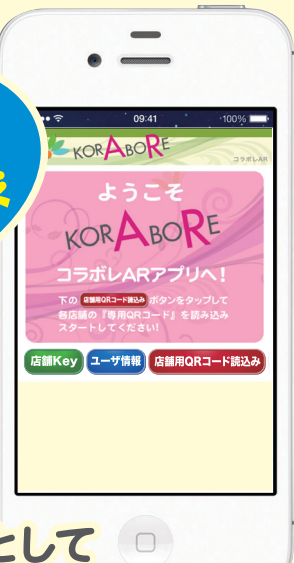 09:41
100%
KORABORE
コラボレAR
ようこそ
KORABORE
コラボレARアプリへ!
下の 店舗用QRコード読込み ボタンをタップして
各店舗の『専用QRコード』を読み込み
スタートしてください!
店舗Key ユーザ情報 店舗用QRコード読込み
として